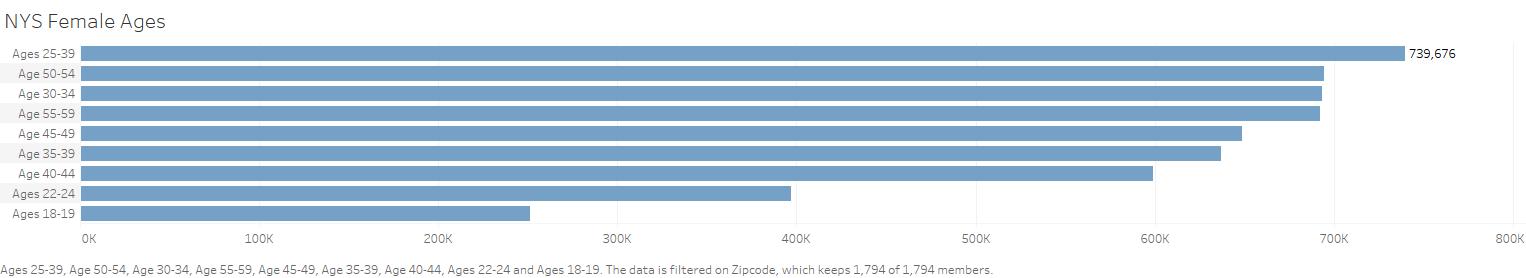 NYS Female Ages
Ages 25-39 739,676
Age 50-54
Age 30-34
Age 55-59
Age 45-49
Age 35-39
Age 40-44
Ages 22-24
Ages 18-19
0K 100K 200K 300K 400K 500K 600K 700K 800K
Ages 25-39, Age 50-54, Age 30-34, Age 55-59, Age 45-49, Age 35-39, Age 40-44, Ages 22-24 and Ages 18-19. The data is filtered on Zipcode, which keeps 1,794 of 1,794 members.